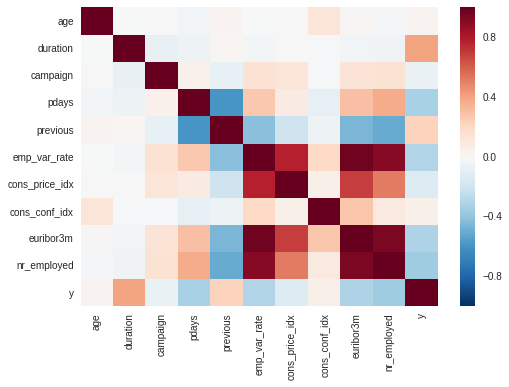 age
duration
campaign
pdays
previous
emp_var_rate
cons_price_idx
cons_conf_idx
euribor3m
nr_employed
y
age
duration
campaign
pdays
previous
emp_var_rate
cons_price_idx
cons_conf_idx
euribor3m
nr_employed
y
0.8
0.4
0.0
−0.4
−0.8